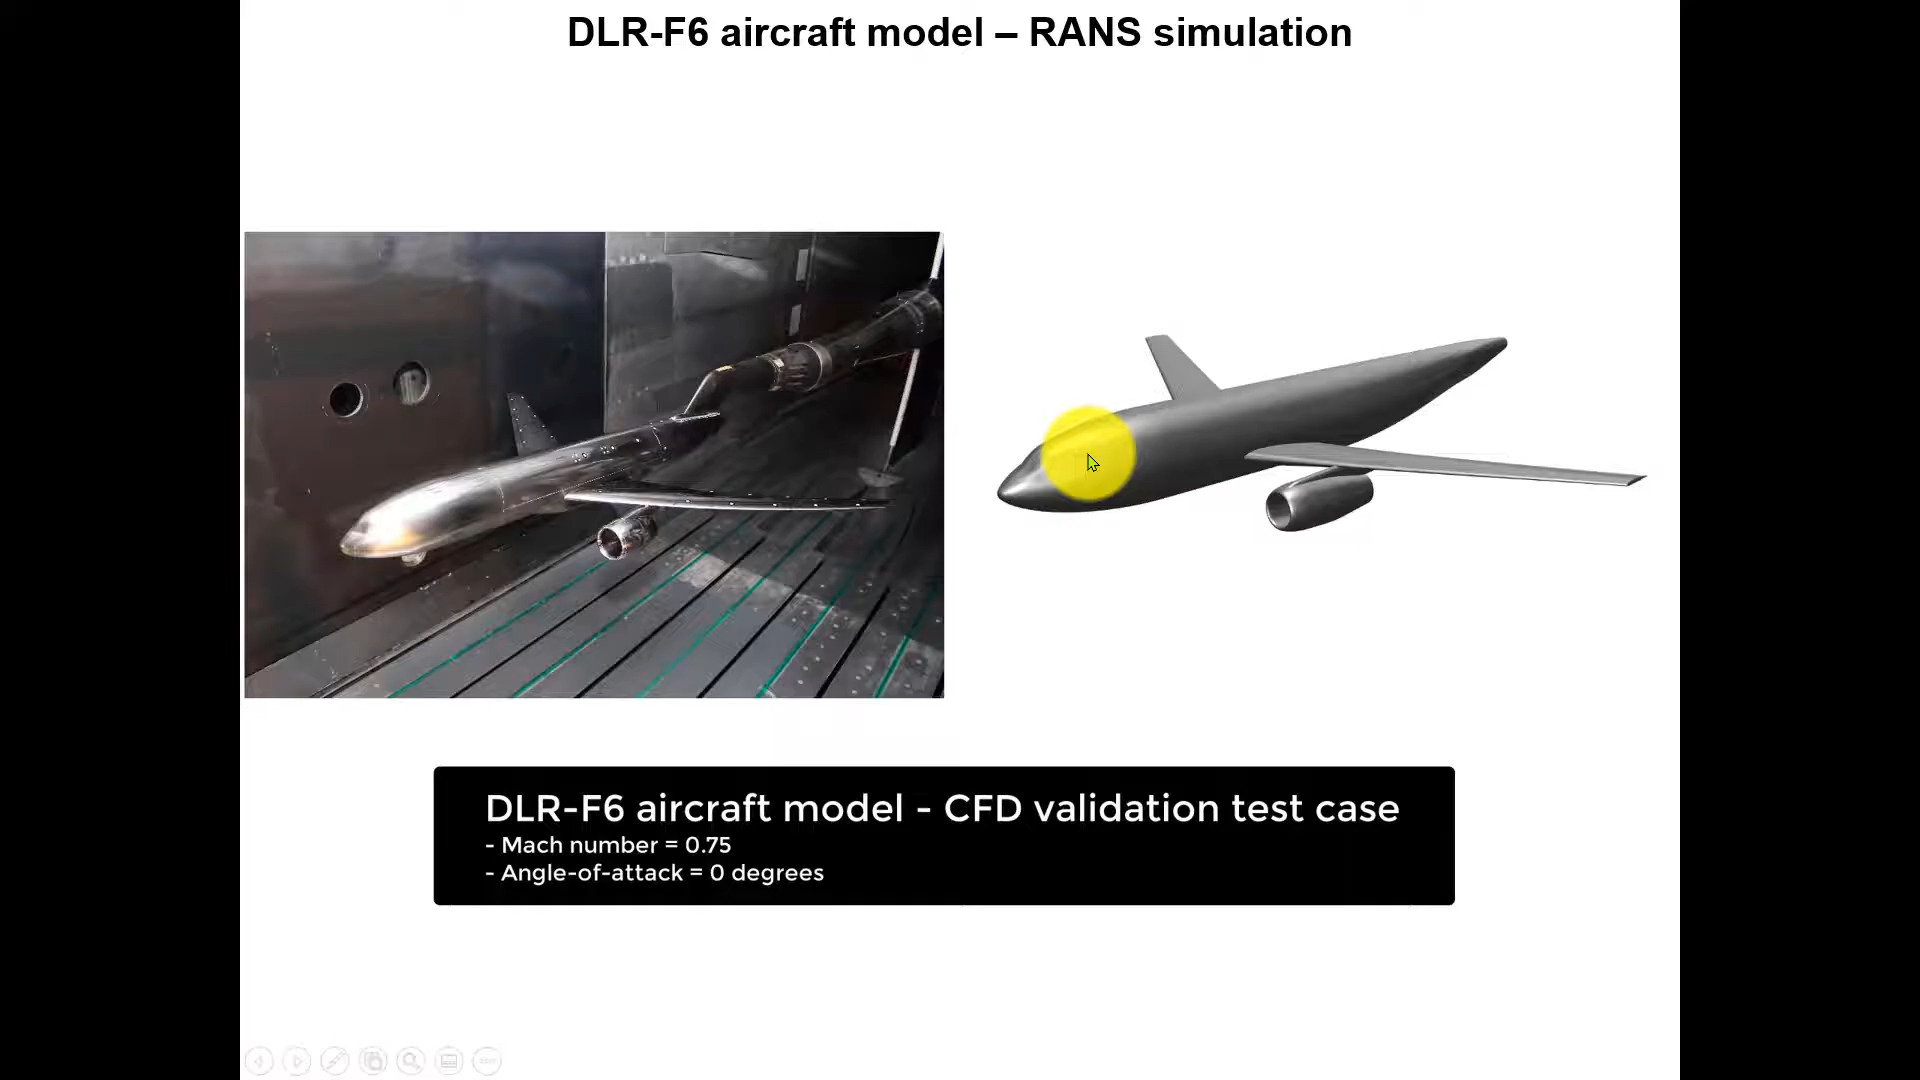 DLR-F6 aircraft model – RANS simulation
DLR-F6 aircraft model - CFD validation test case
- Mach number = 0.75
- Angle-of-attack = 0 degrees